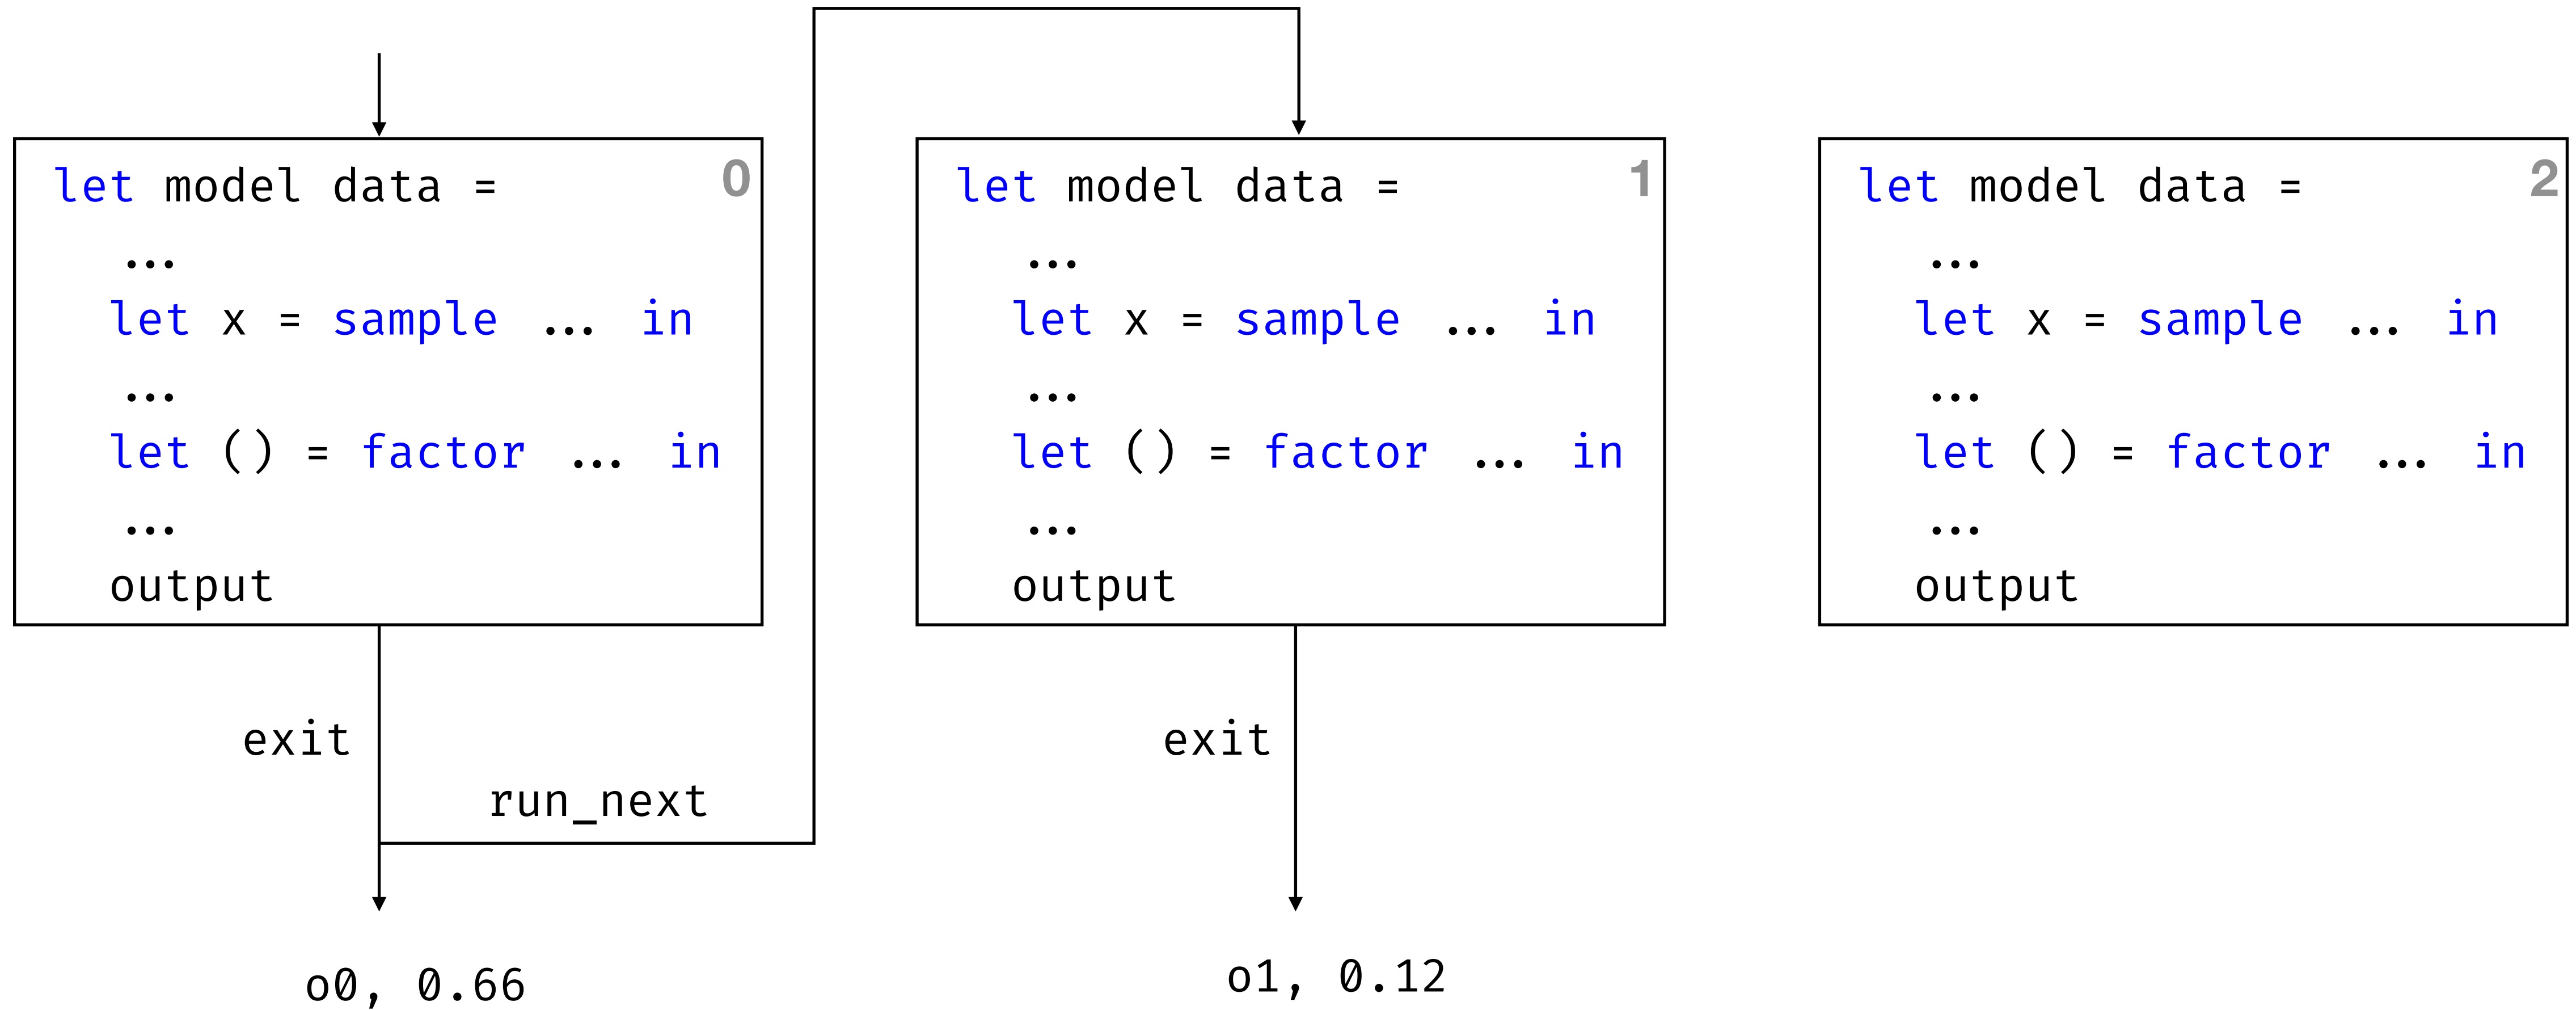 let model data = 0
...
let x = sample ... in
...
let () = factor ... in
...
output
exit
run_next
o0, 0.66
let model data = 1
...
let x = sample ... in
...
let () = factor ... in
...
output
exit
o1, 0.12
let model data = 2
...
let x = sample ... in
...
let () = factor ... in
...
output